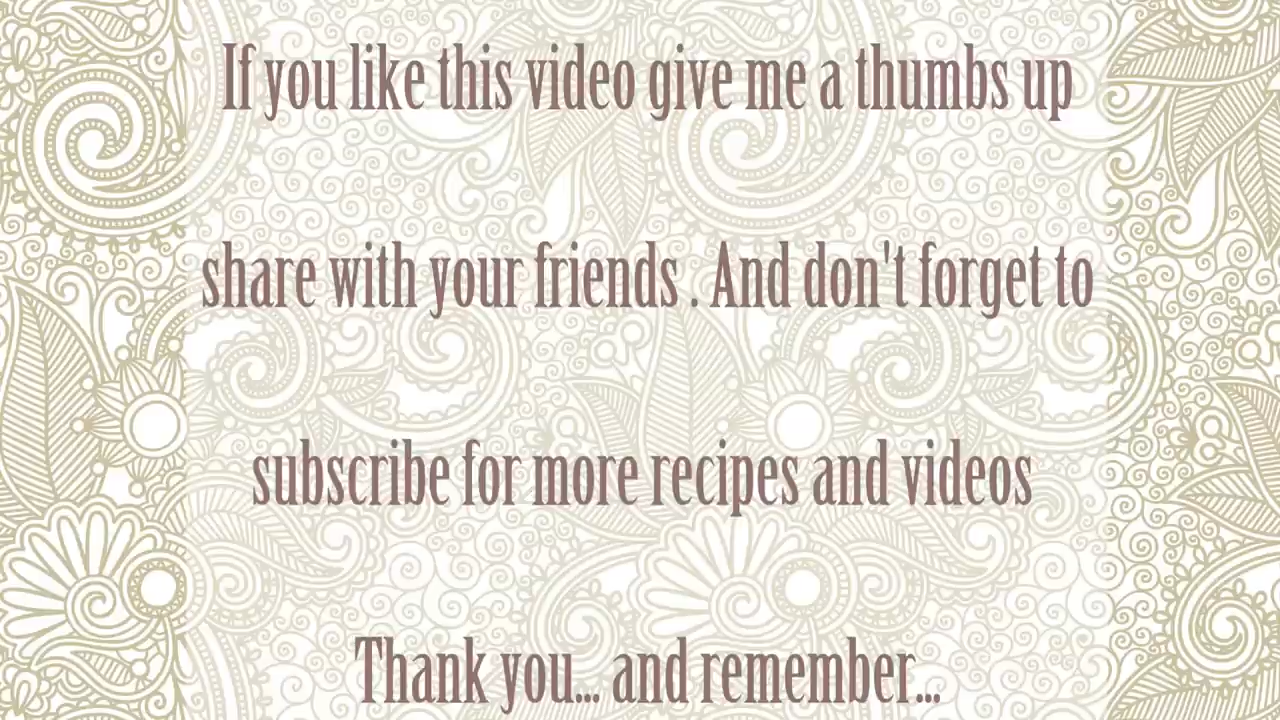 If you like this video give me a thumbs up
share with your friends . And don't forget to
subscribe for more recipes and videos
Thank you... and remember...